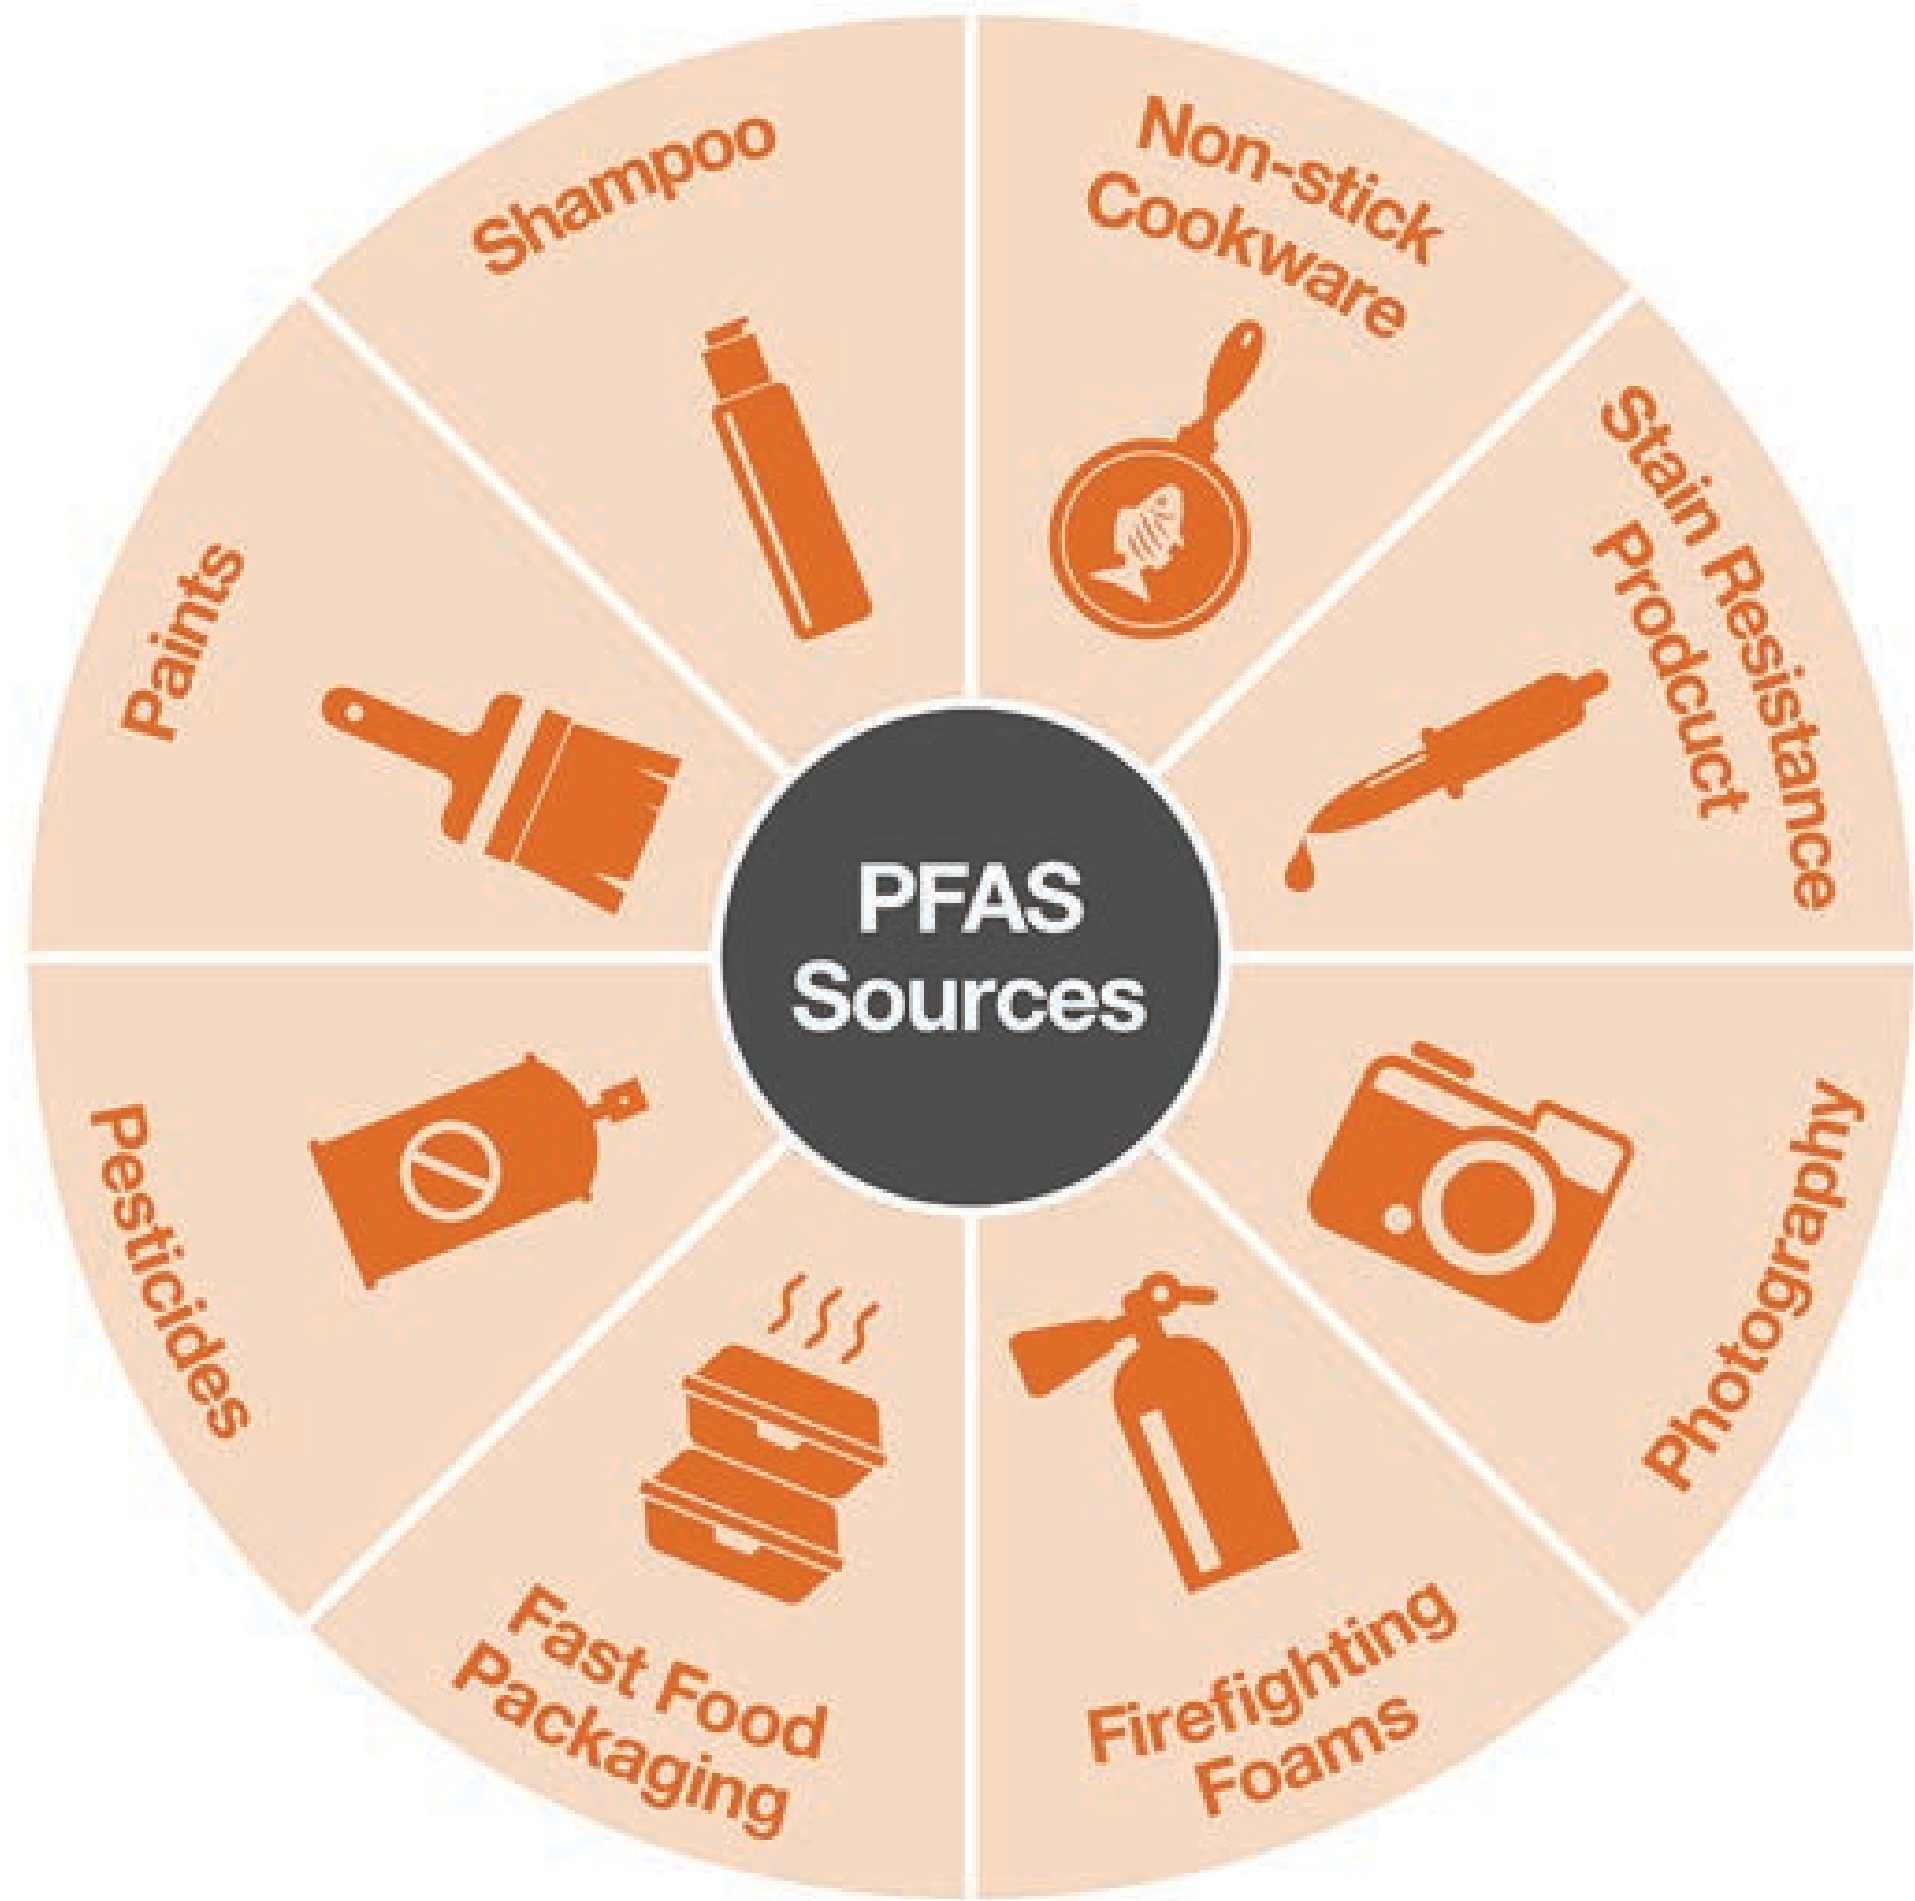 PFAS
Sources
Non-stick
Cookware
Stain Resistance
Prodcuct
Photography
Firefighting
Foams
Fast Food
Packaging
Pesticides
Paints
Shampoo